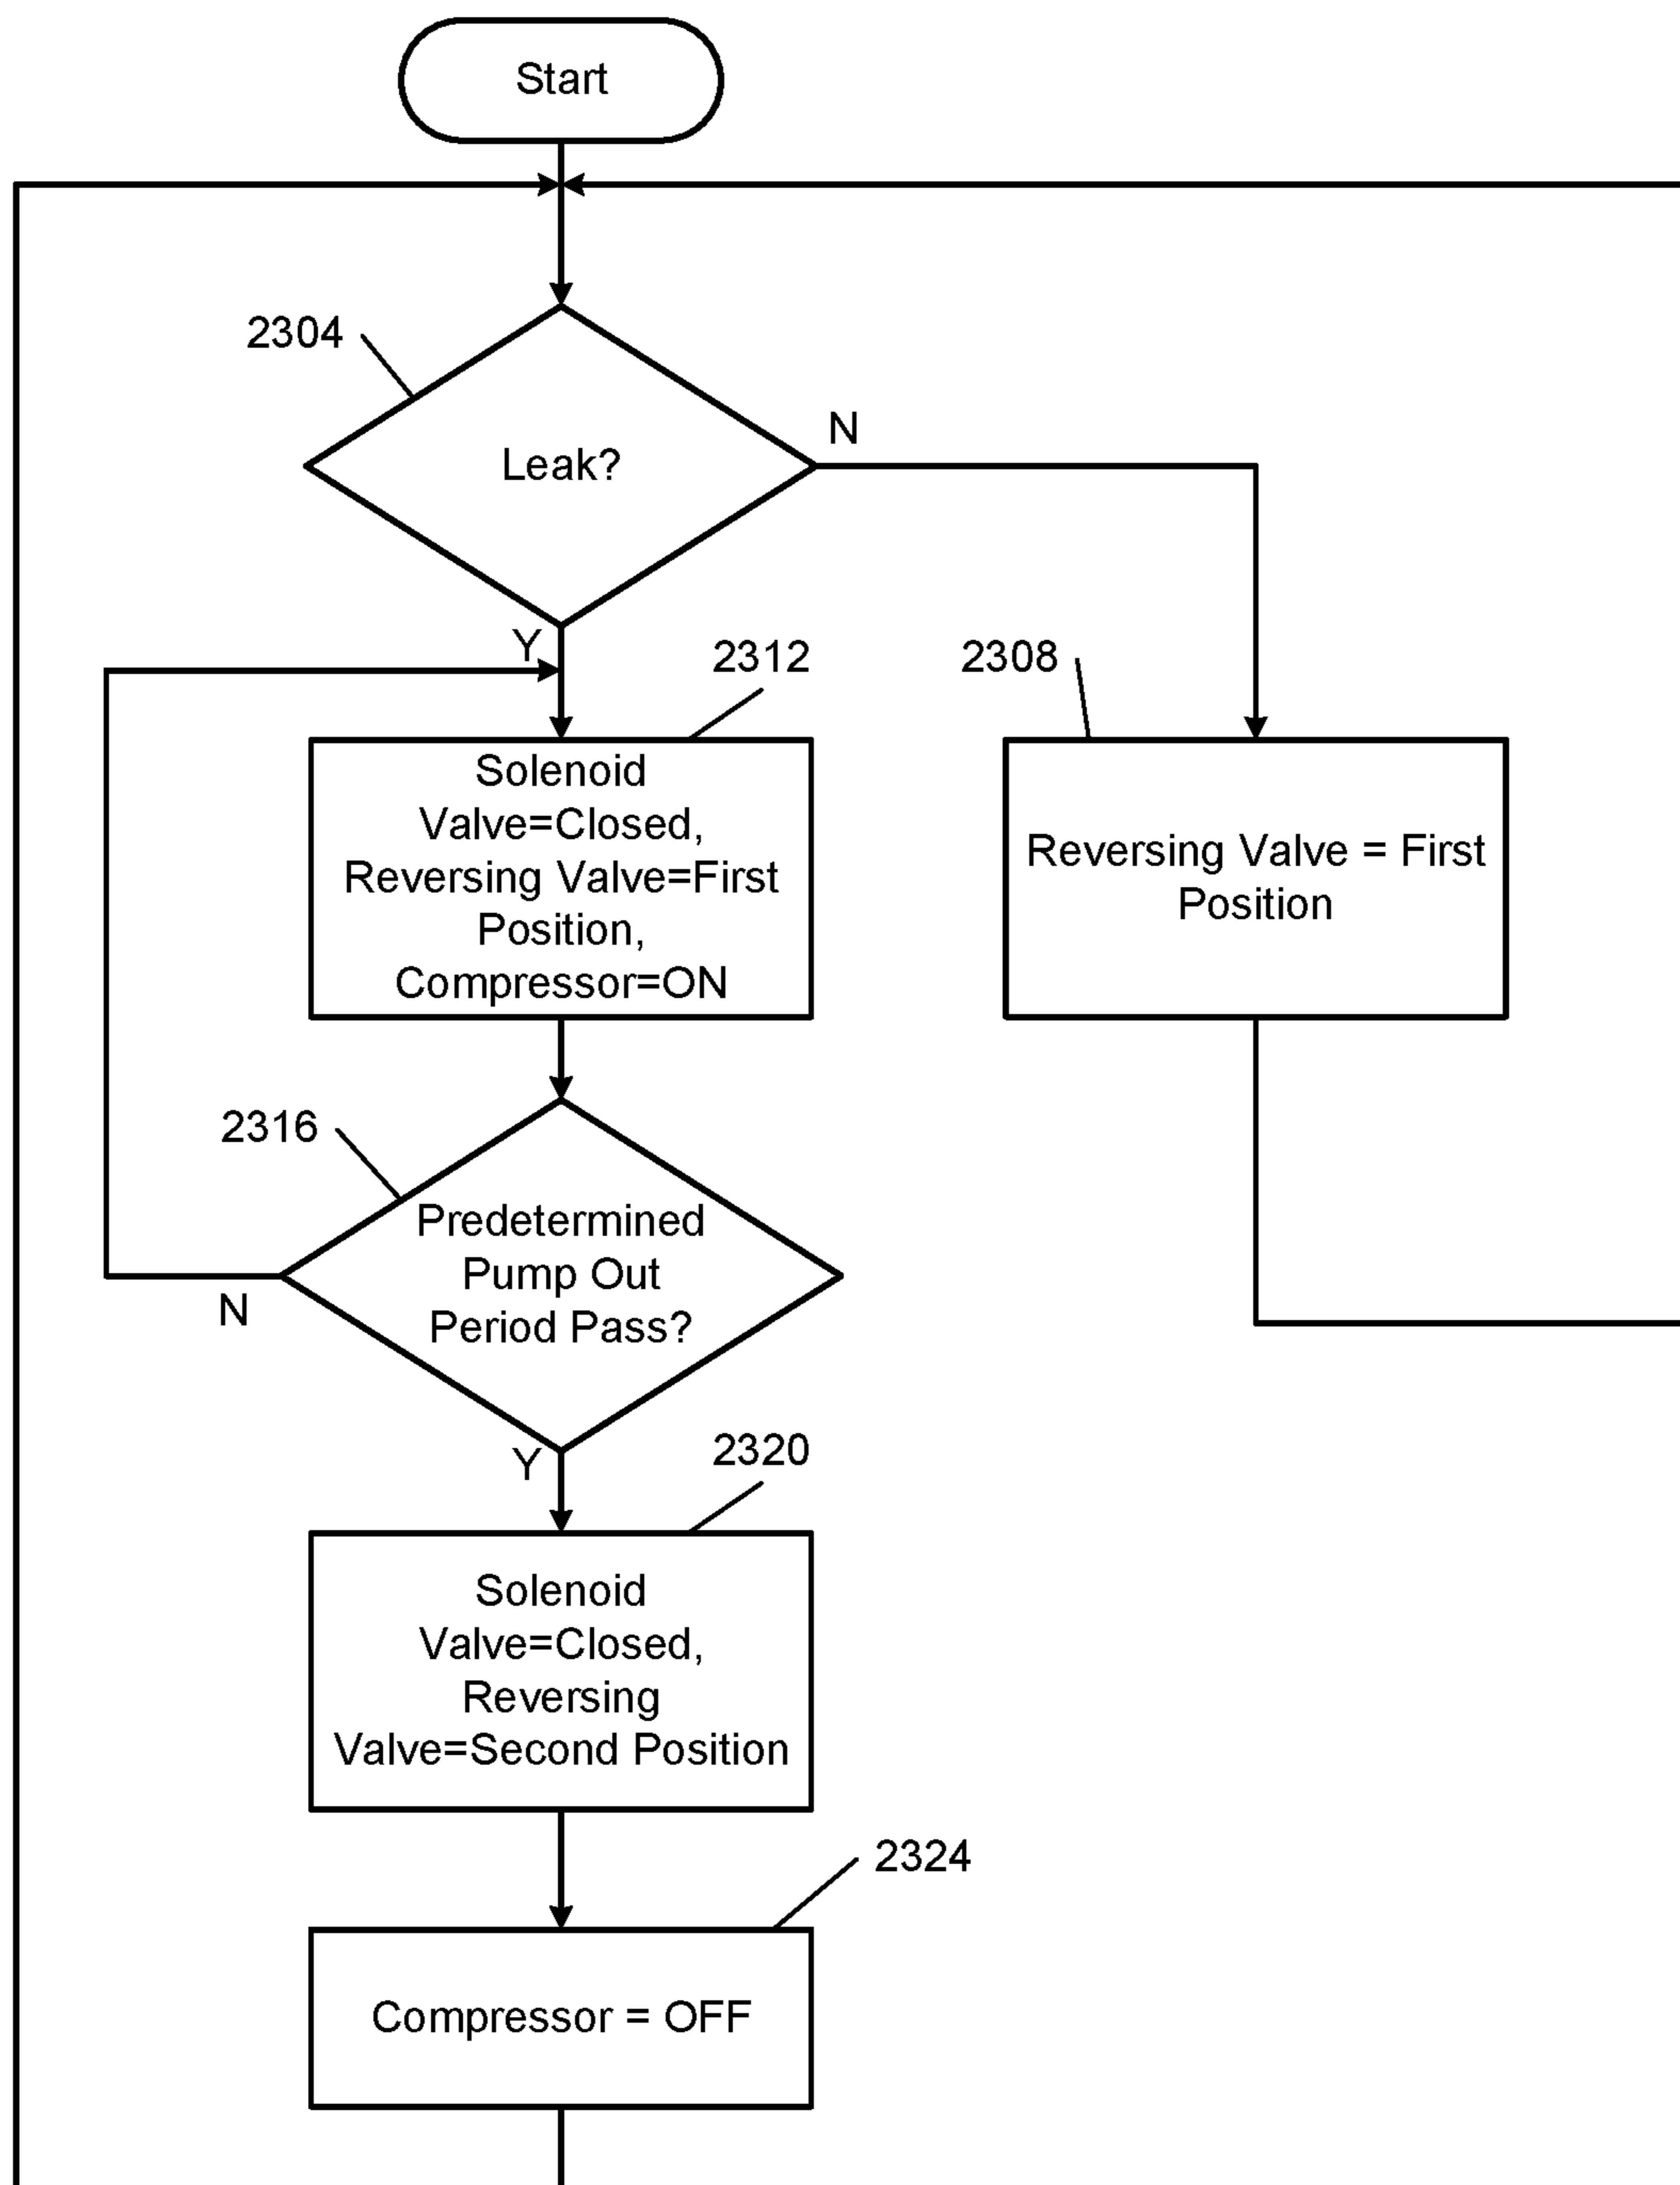 Start
2304
Leak?
N
Y
2312
2308
Solenoid
Valve=Closed,
Reversing Valve=First
Position,
Compressor=ON
Reversing Valve = First
Position
2316
Predetermined
Pump Out
Period Pass?
N
Y
2320
Solenoid
Valve=Closed,
Reversing
Valve=Second Position
2324
Compressor = OFF